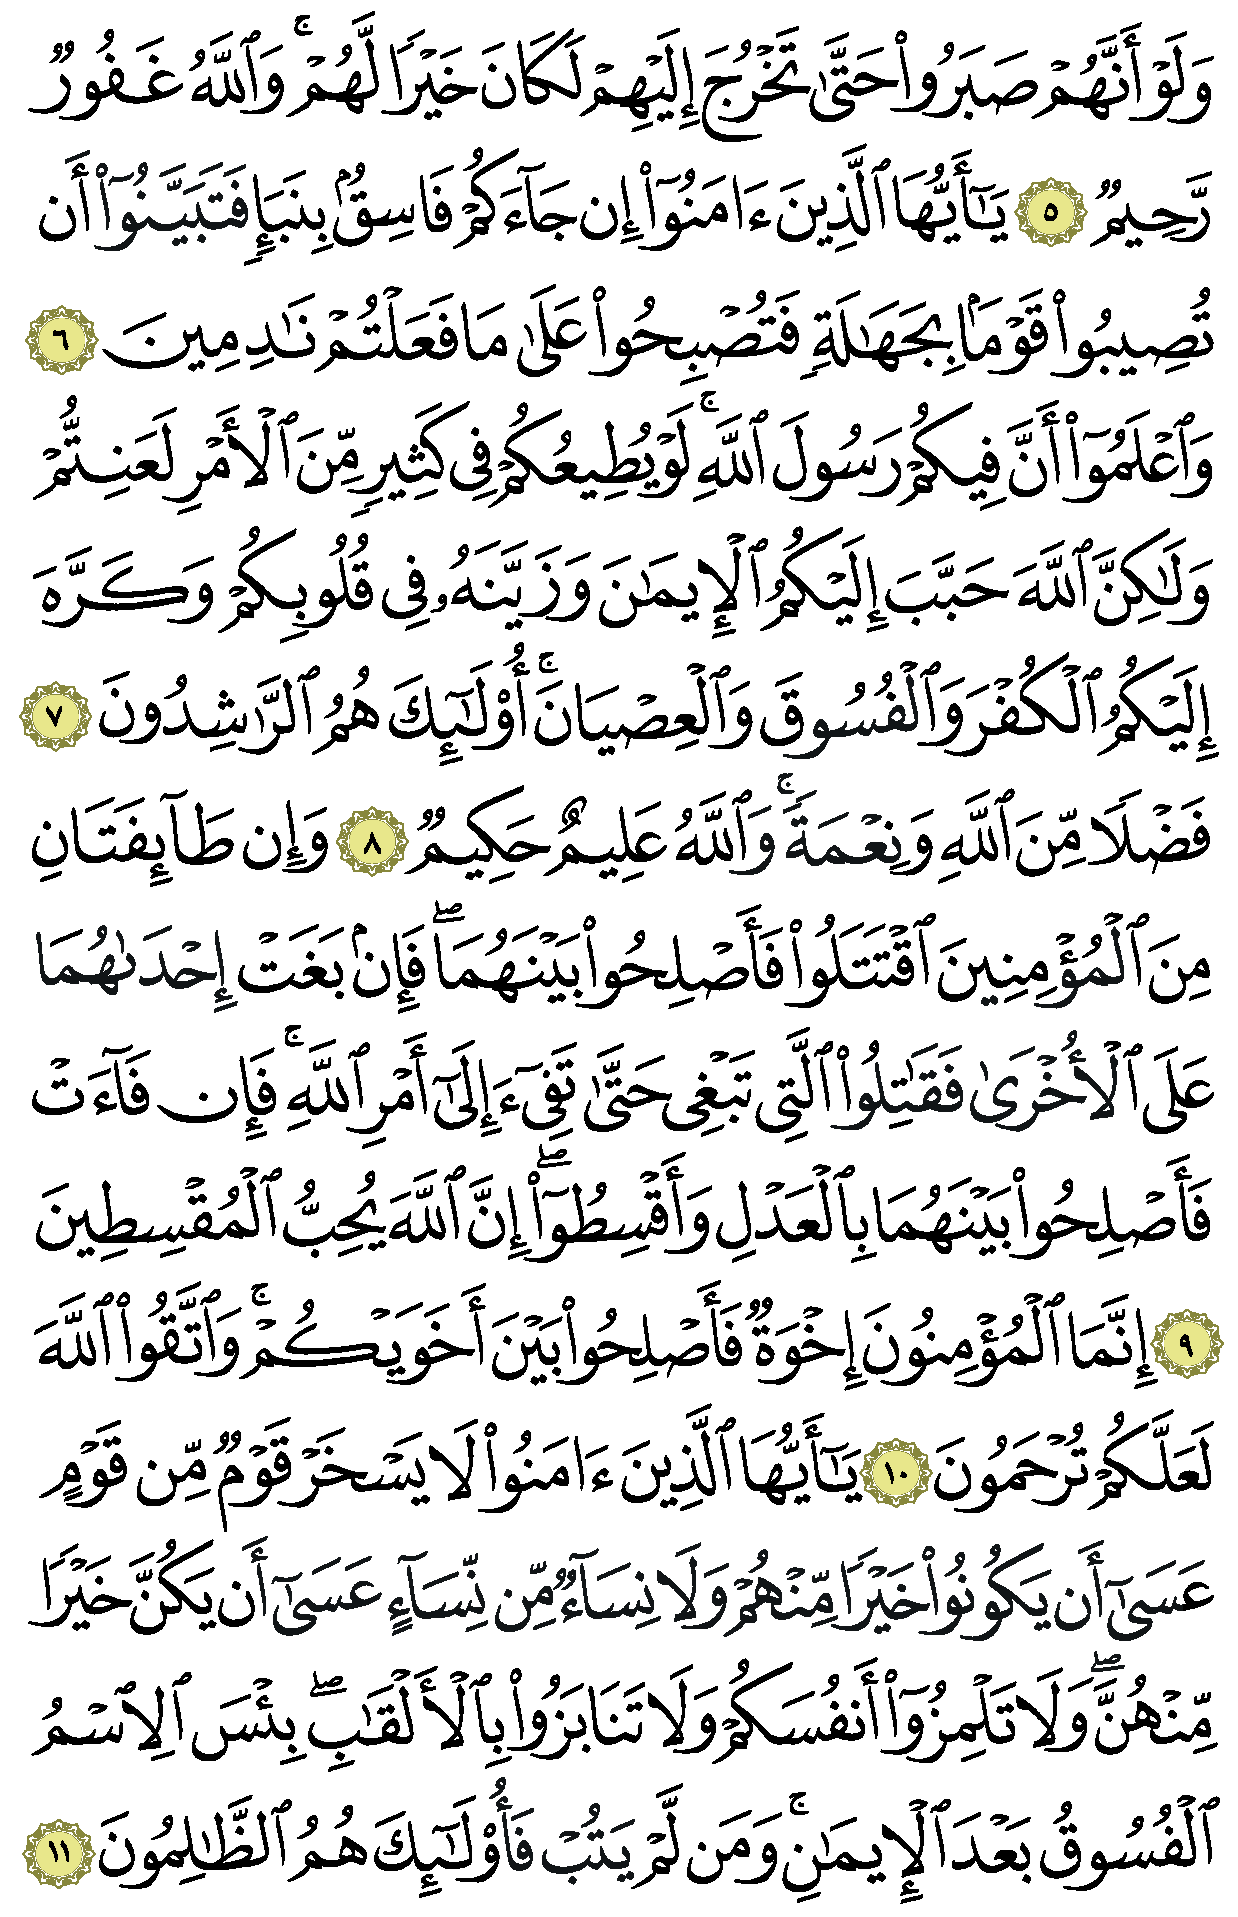 وَلَوۡ أَنَّهُمۡ صَبَرُواْ حَتَّىٰ تَخۡرُجَ إِلَيۡهِمۡ لَكَانَ خَيۡرٗا لَّهُمۡۚ وَٱللَّهُ غَفُورٞ
رَّحِيمٞ ٥ يَٰٓأَيُّهَا ٱلَّذِينَ ءَامَنُوٓاْ إِن جَآءَكُمۡ فَاسِقُۢ بِنَبَإٖ فَتَبَيَّنُوٓاْ أَن
تُصِيبُواْ قَوۡمَۢا بِجَهَٰلَةٖ فَتُصۡبِحُواْ عَلَىٰ مَا فَعَلۡتُمۡ نَٰدِمِينَ ٦
وَٱعۡلَمُوٓاْ أَنَّ فِيكُمۡ رَسُولَ ٱللَّهِۚ لَوۡ يُطِيعُكُمۡ فِي كَثِيرٖ مِّنَ ٱلۡأَمۡرِ لَعَنِتُّمۡ
وَلَٰكِنَّ ٱللَّهَ حَبَّبَ إِلَيۡكُمُ ٱلۡإِيمَٰنَ وَزَيَّنَهُۥ فِي قُلُوبِكُمۡ وَكَرَّهَ
إِلَيۡكُمُ ٱلۡكُفۡرَ وَٱلۡفُسُوقَ وَٱلۡعِصۡيَانَۚ أُوْلَٰٓئِكَ هُمُ ٱلرَّٰشِدُونَ ٧
فَضۡلٗا مِّنَ ٱللَّهِ وَنِعۡمَةٗۚ وَٱللَّهُ عَلِيمٌ حَكِيمٞ ٨ وَإِن طَآئِفَتَانِ
مِنَ ٱلۡمُؤۡمِنِينَ ٱقۡتَتَلُواْ فَأَصۡلِحُواْ بَيۡنَهُمَاۖ فَإِنۢ بَغَتۡ إِحۡدَىٰهُمَا
عَلَى ٱلۡأُخۡرَىٰ فَقَٰتِلُواْ ٱلَّتِي تَبۡغِي حَتَّىٰ تَفِيٓءَ إِلَىٰٓ أَمۡرِ ٱللَّهِۚ فَإِن فَآءَتۡ
فَأَصۡلِحُواْ بَيۡنَهُمَا بِٱلۡعَدۡلِ وَأَقۡسِطُوٓاْۖ إِنَّ ٱللَّهَ يُحِبُّ ٱلۡمُقۡسِطِينَ
٩ إِنَّمَا ٱلۡمُؤۡمِنُونَ إِخۡوَةٞ فَأَصۡلِحُواْ بَيۡنَ أَخَوَيۡكُمۡۚ وَٱتَّقُواْ ٱللَّهَ
لَعَلَّكُمۡ تُرۡحَمُونَ ١٠ يَٰٓأَيُّهَا ٱلَّذِينَ ءَامَنُواْ لَا يَسۡخَرۡ قَوۡمٞ مِّن قَوۡمٍ
عَسَىٰٓ أَن يَكُونُواْ خَيۡرٗا مِّنۡهُمۡ وَلَا نِسَآءٞ مِّن نِّسَآءٍ عَسَىٰٓ أَن يَكُنَّ خَيۡرٗا
مِّنۡهُنَّۖ وَلَا تَلۡمِزُوٓاْ أَنفُسَكُمۡ وَلَا تَنَابَزُواْ بِٱلۡأَلۡقَٰبِۖ بِئۡسَ ٱلِٱسۡمُ
ٱلۡفُسُوقُ بَعۡدَ ٱلۡإِيمَٰنِۚ وَمَن لَّمۡ يَتُبۡ فَأُوْلَٰٓئِكَ هُمُ ٱلظَّٰلِمُونَ ١١